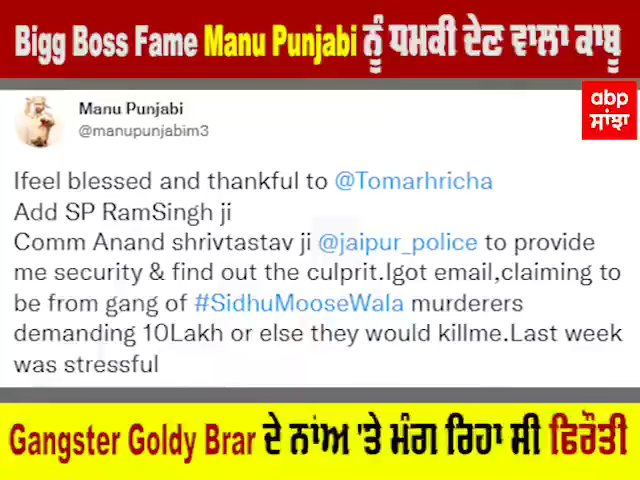 Bigg Boss Fame Manu Punjabi ਨੂੰ ਧਮਕੀ ਦੇਣ ਵਾਲਾ ਕਾਬੂ
abp
ਸਾਂਝਾ
Manu Punjabi
@manupunjabim3
Ifeel blessed and thankful to @Tomarhricha
Add SP RamSingh ji
Comm Anand shrivtastav ji @jaipur_police to provide
me security & find out the culprit.Igot email,claiming to
be from gang of #SidhuMooseWala murderers
demanding 10Lakh or else they would killme.Last week
was stressful
Gangster Goldy Brar ਦੇ ਨਾਂਅ 'ਤੇ ਮੰਗ ਰਿਹਾ ਸੀ ਫਿਰੌਤੀ